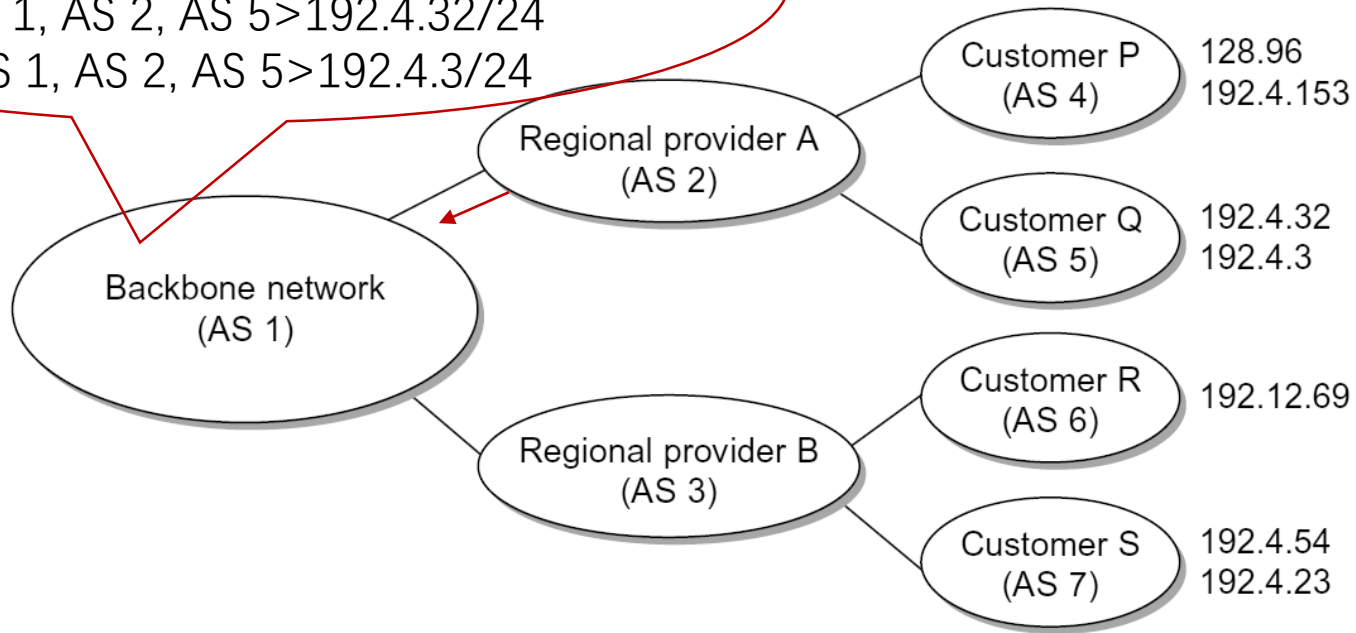 1, AS 2, AS 5>192.4.32/24
S 1, AS 2, AS 5>192.4.3/24
Customer P
(AS 4)
128.96
192.4.153
Regional provider A
(AS 2)
Customer Q
(AS 5)
192.4.32
192.4.3
Backbone network
(AS 1)
Customer R
(AS 6)
192.12.69
Regional provider B
(AS 3)
Customer S
(AS 7)
192.4.54
192.4.23